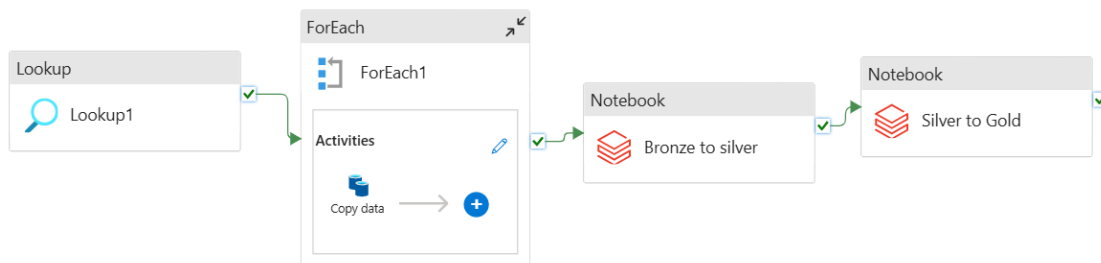 Lookup
Lookup1
ForEach
ForEach1
Activities
Copy data
Notebook
Bronze to silver
Notebook
Silver to Gold